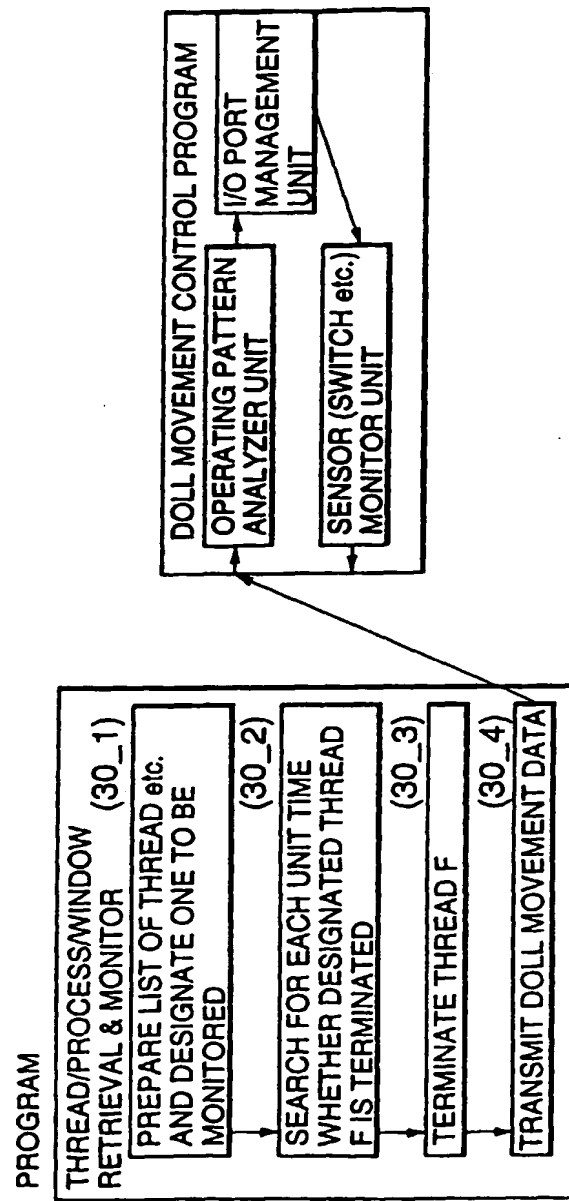 PROGRAM
THREAD/PROCESS/WINDOW
RETRIEVAL & MONITOR
(30_1)
PREPARE LIST OF THREAD etc.
AND DESIGNATE ONE TO BE
MONITORED
(30_2)
SEARCH FOR EACH UNIT TIME
WHETHER DESIGNATED THREAD
F IS TERMINATED
(30_3)
TERMINATE THREAD F
(30_4)
TRANSMIT DOLL MOVEMENT DATA
DOLL MOVEMENT CONTROL PROGRAM
OPERATING PATTERN
ANALYZER UNIT
I/O PORT
MANAGEMENT
UNIT
SENSOR (SWITCH etc.)
MONITOR UNIT